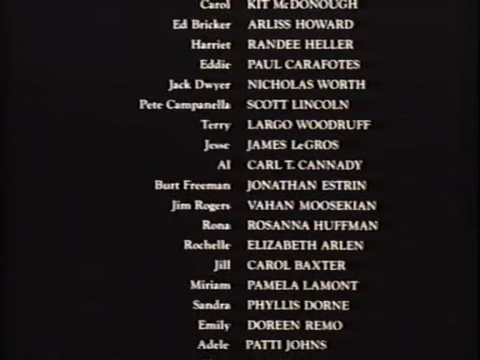 Carol KIT McDONOUGH
Ed Bricker ARLISS HOWARD
Harriet RANDEE HELLER
Eddie PAUL CARAFOTES
Jack Dwyer NICHOLAS WORTH
Pete Campanella SCOTT LINCOLN
Terry LARGO WOODRUFF
Jesse JAMES LeGROS
Al CARL T. CANNADY
Burt Freeman JONATHAN ESTRIN
Jim Rogers VAHAN MOOSEKIAN
Rona ROSANNA HUFFMAN
Rochelle ELIZABETH ARLEN
Jill CAROL BAXTER
Miriam PAMELA LAMONT
Sandra PHYLLIS DORNE
Emily DOREEN REMO
Adele PATTI JOHNS